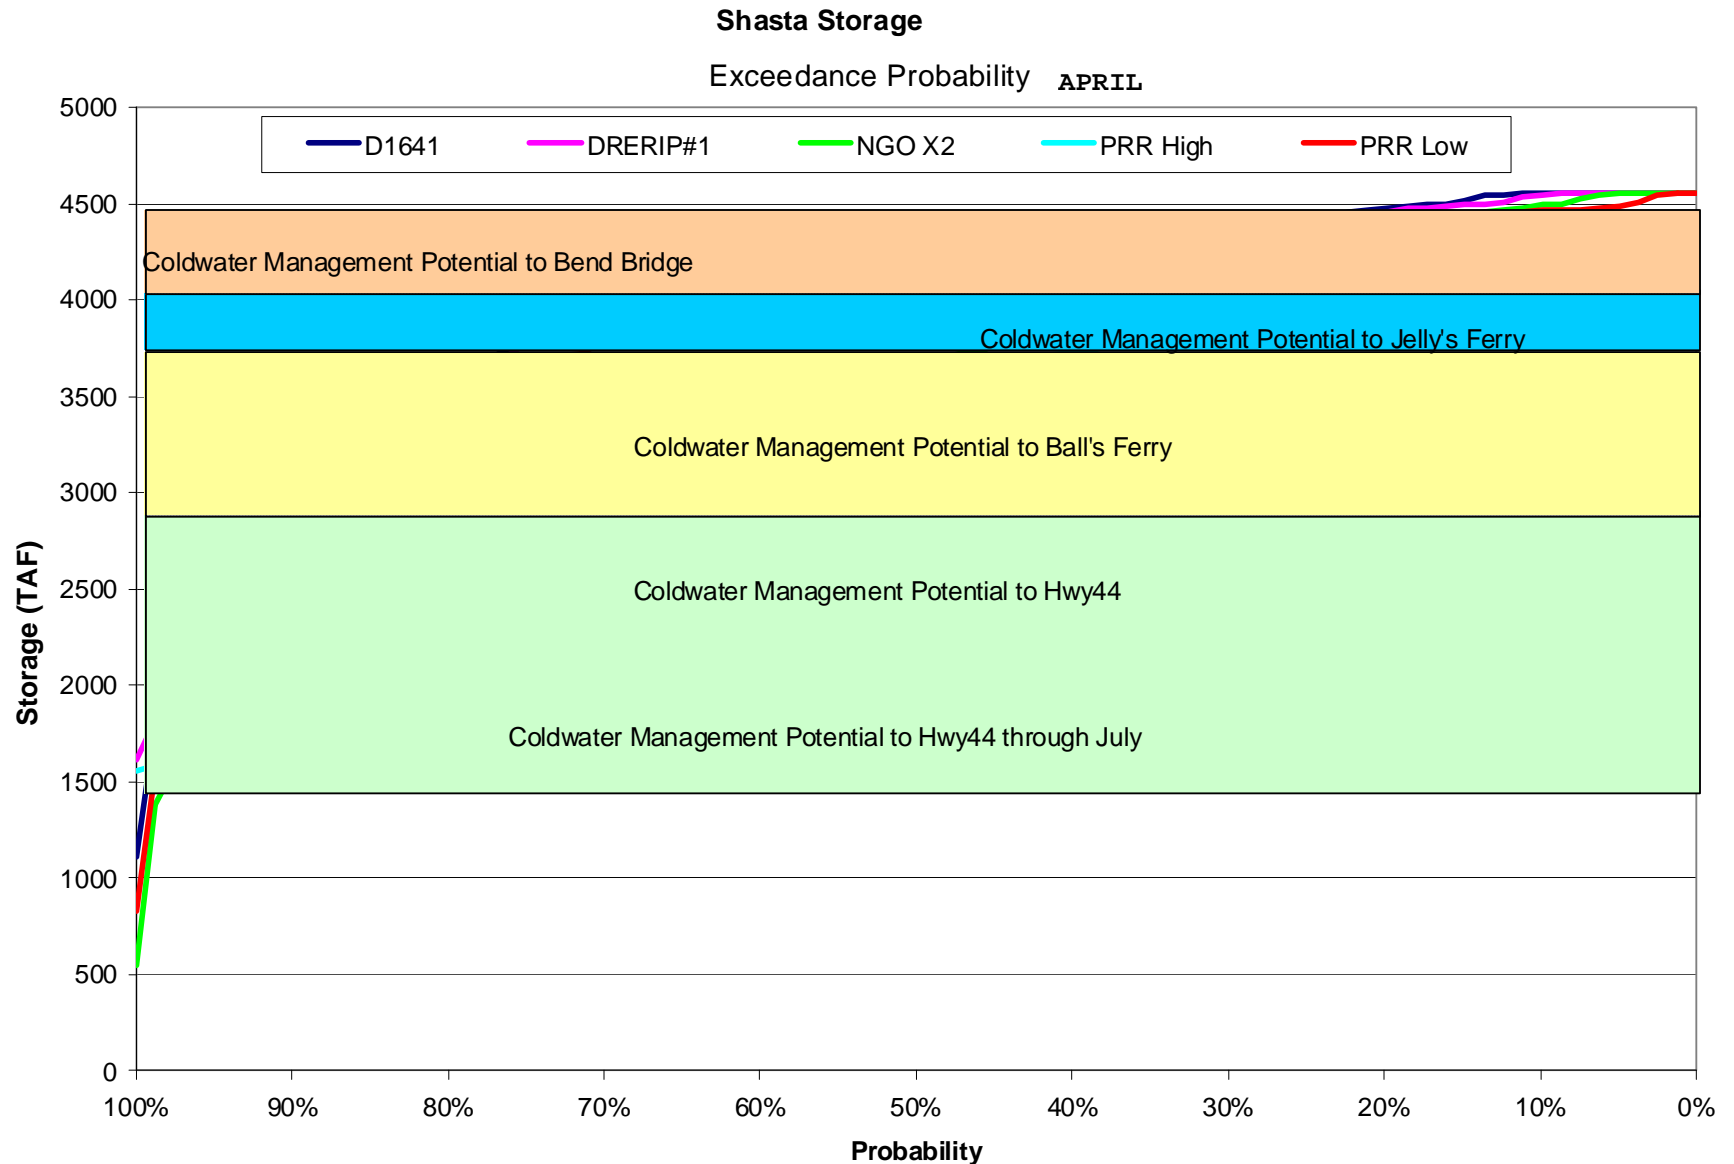 Shasta Storage
Exceedance Probability APRIL
D1641 DRERIP#1 NGO X2 PRR High PRR Low
5000
4500
4000
3500
3000
2500
2000
1500
1000
500
0
Storage (TAF)
Coldwater Management Potential to Bend Bridge
Coldwater Management Potential to Jelly's Ferry
Coldwater Management Potential to Ball's Ferry
Coldwater Management Potential to Hwy44
Coldwater Management Potential to Hwy44 through July
100% 90% 80% 70% 60% 50% 40% 30% 20% 10% 0%
Probability